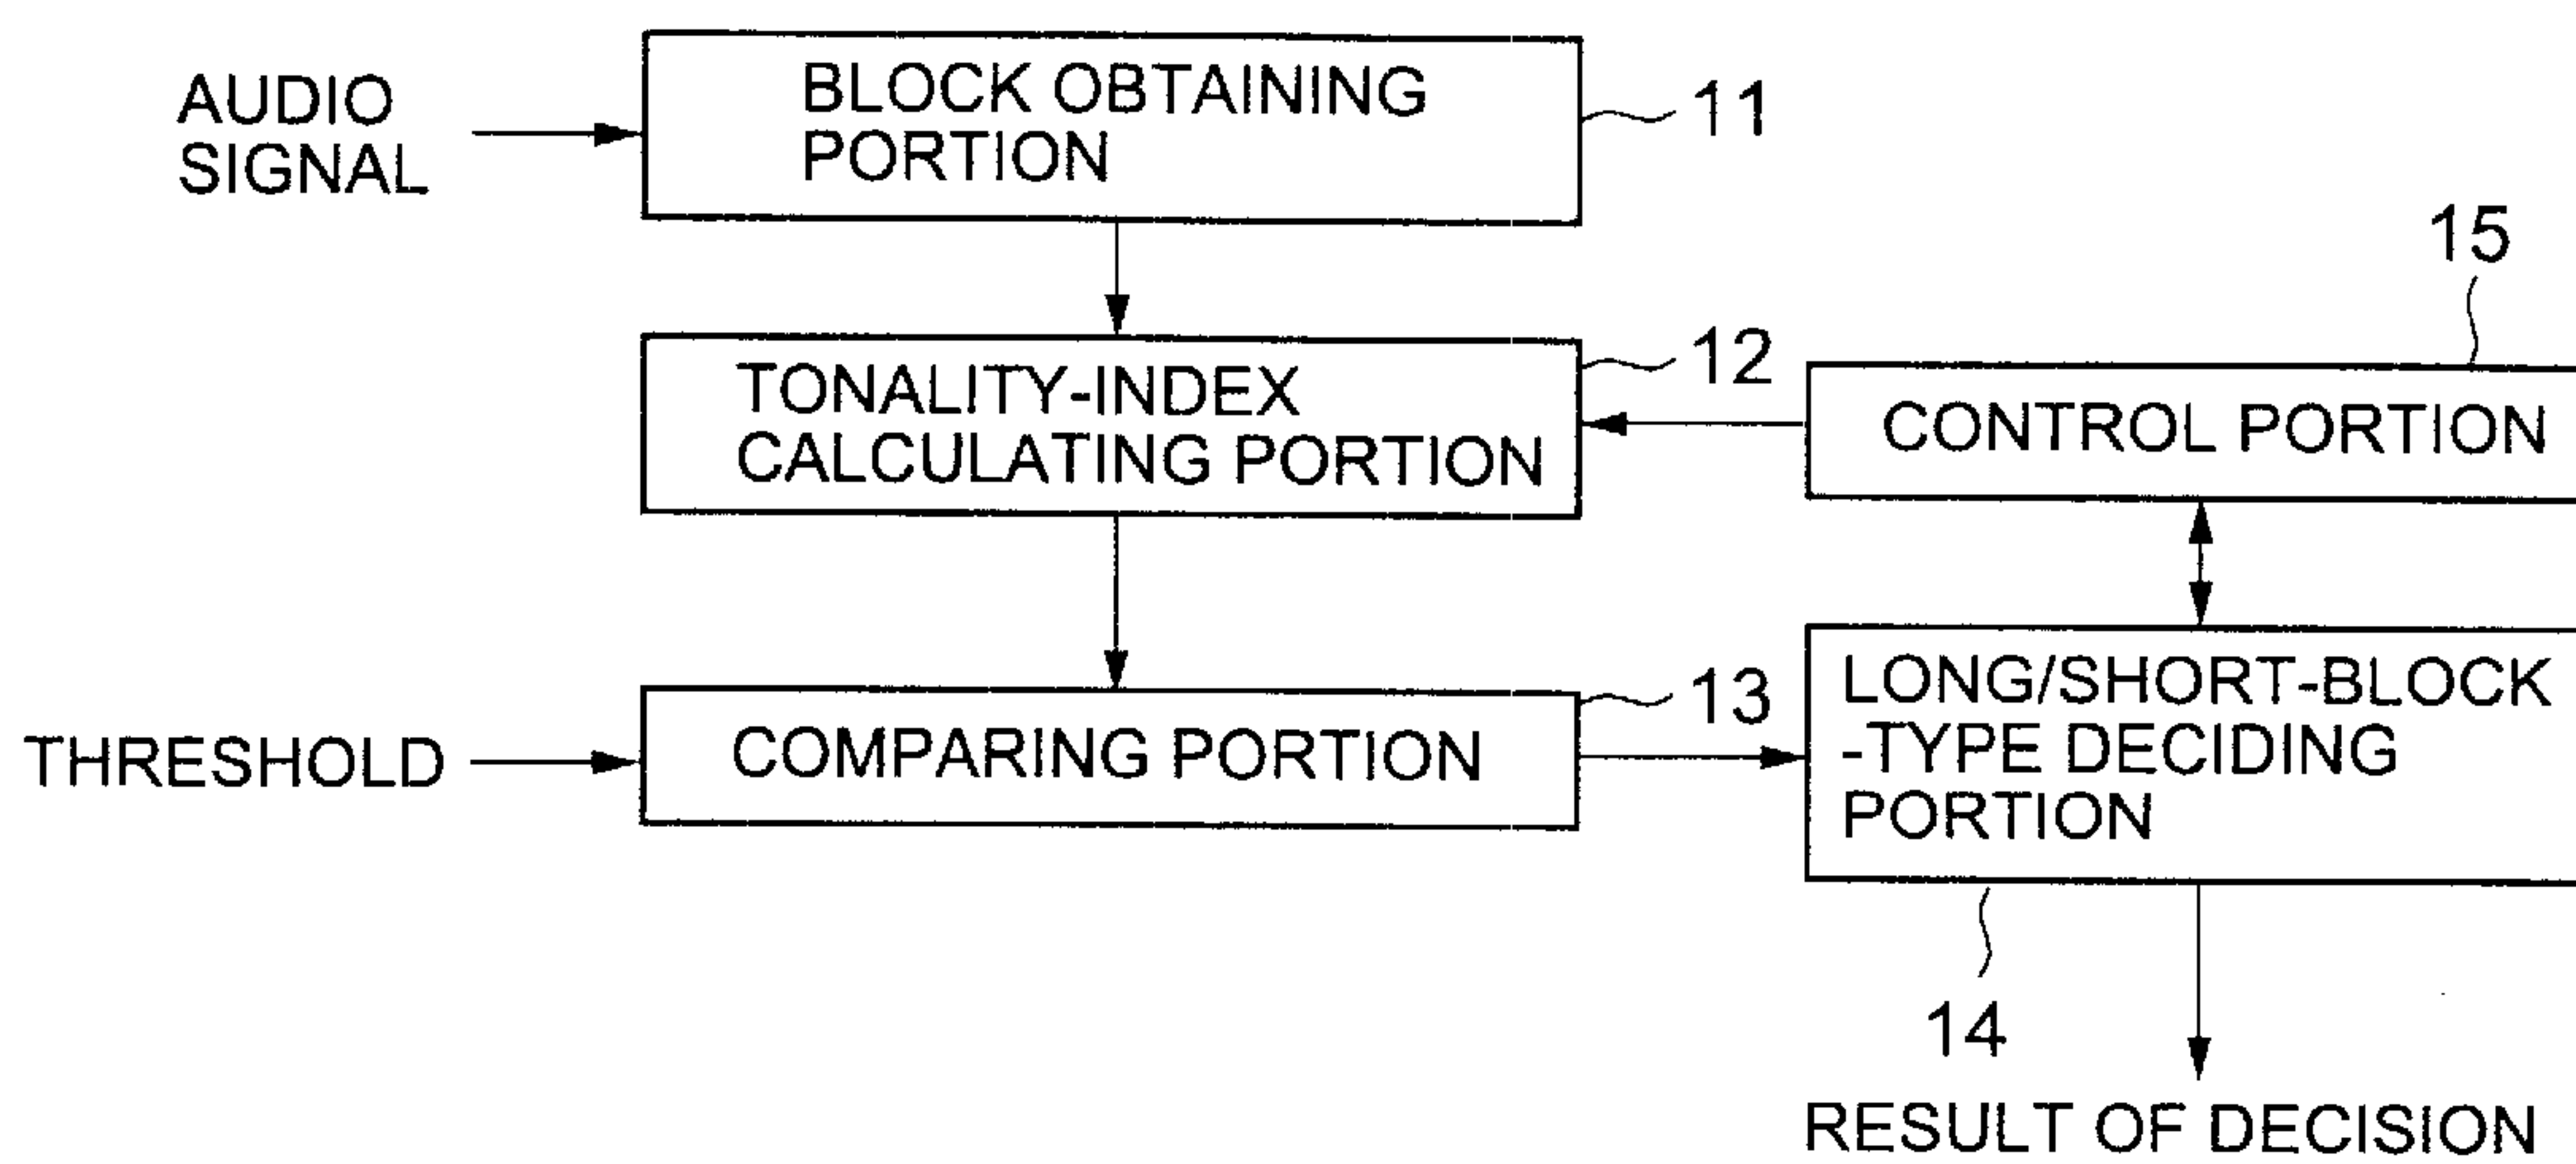 AUDIO
SIGNAL
BLOCK OBTAINING
PORTION
11
15
TONALITY-INDEX
CALCULATING PORTION
12
CONTROL PORTION
THRESHOLD
COMPARING PORTION
13
LONG/SHORT-BLOCK
-TYPE DECIDING
PORTION
14
RESULT OF DECISION